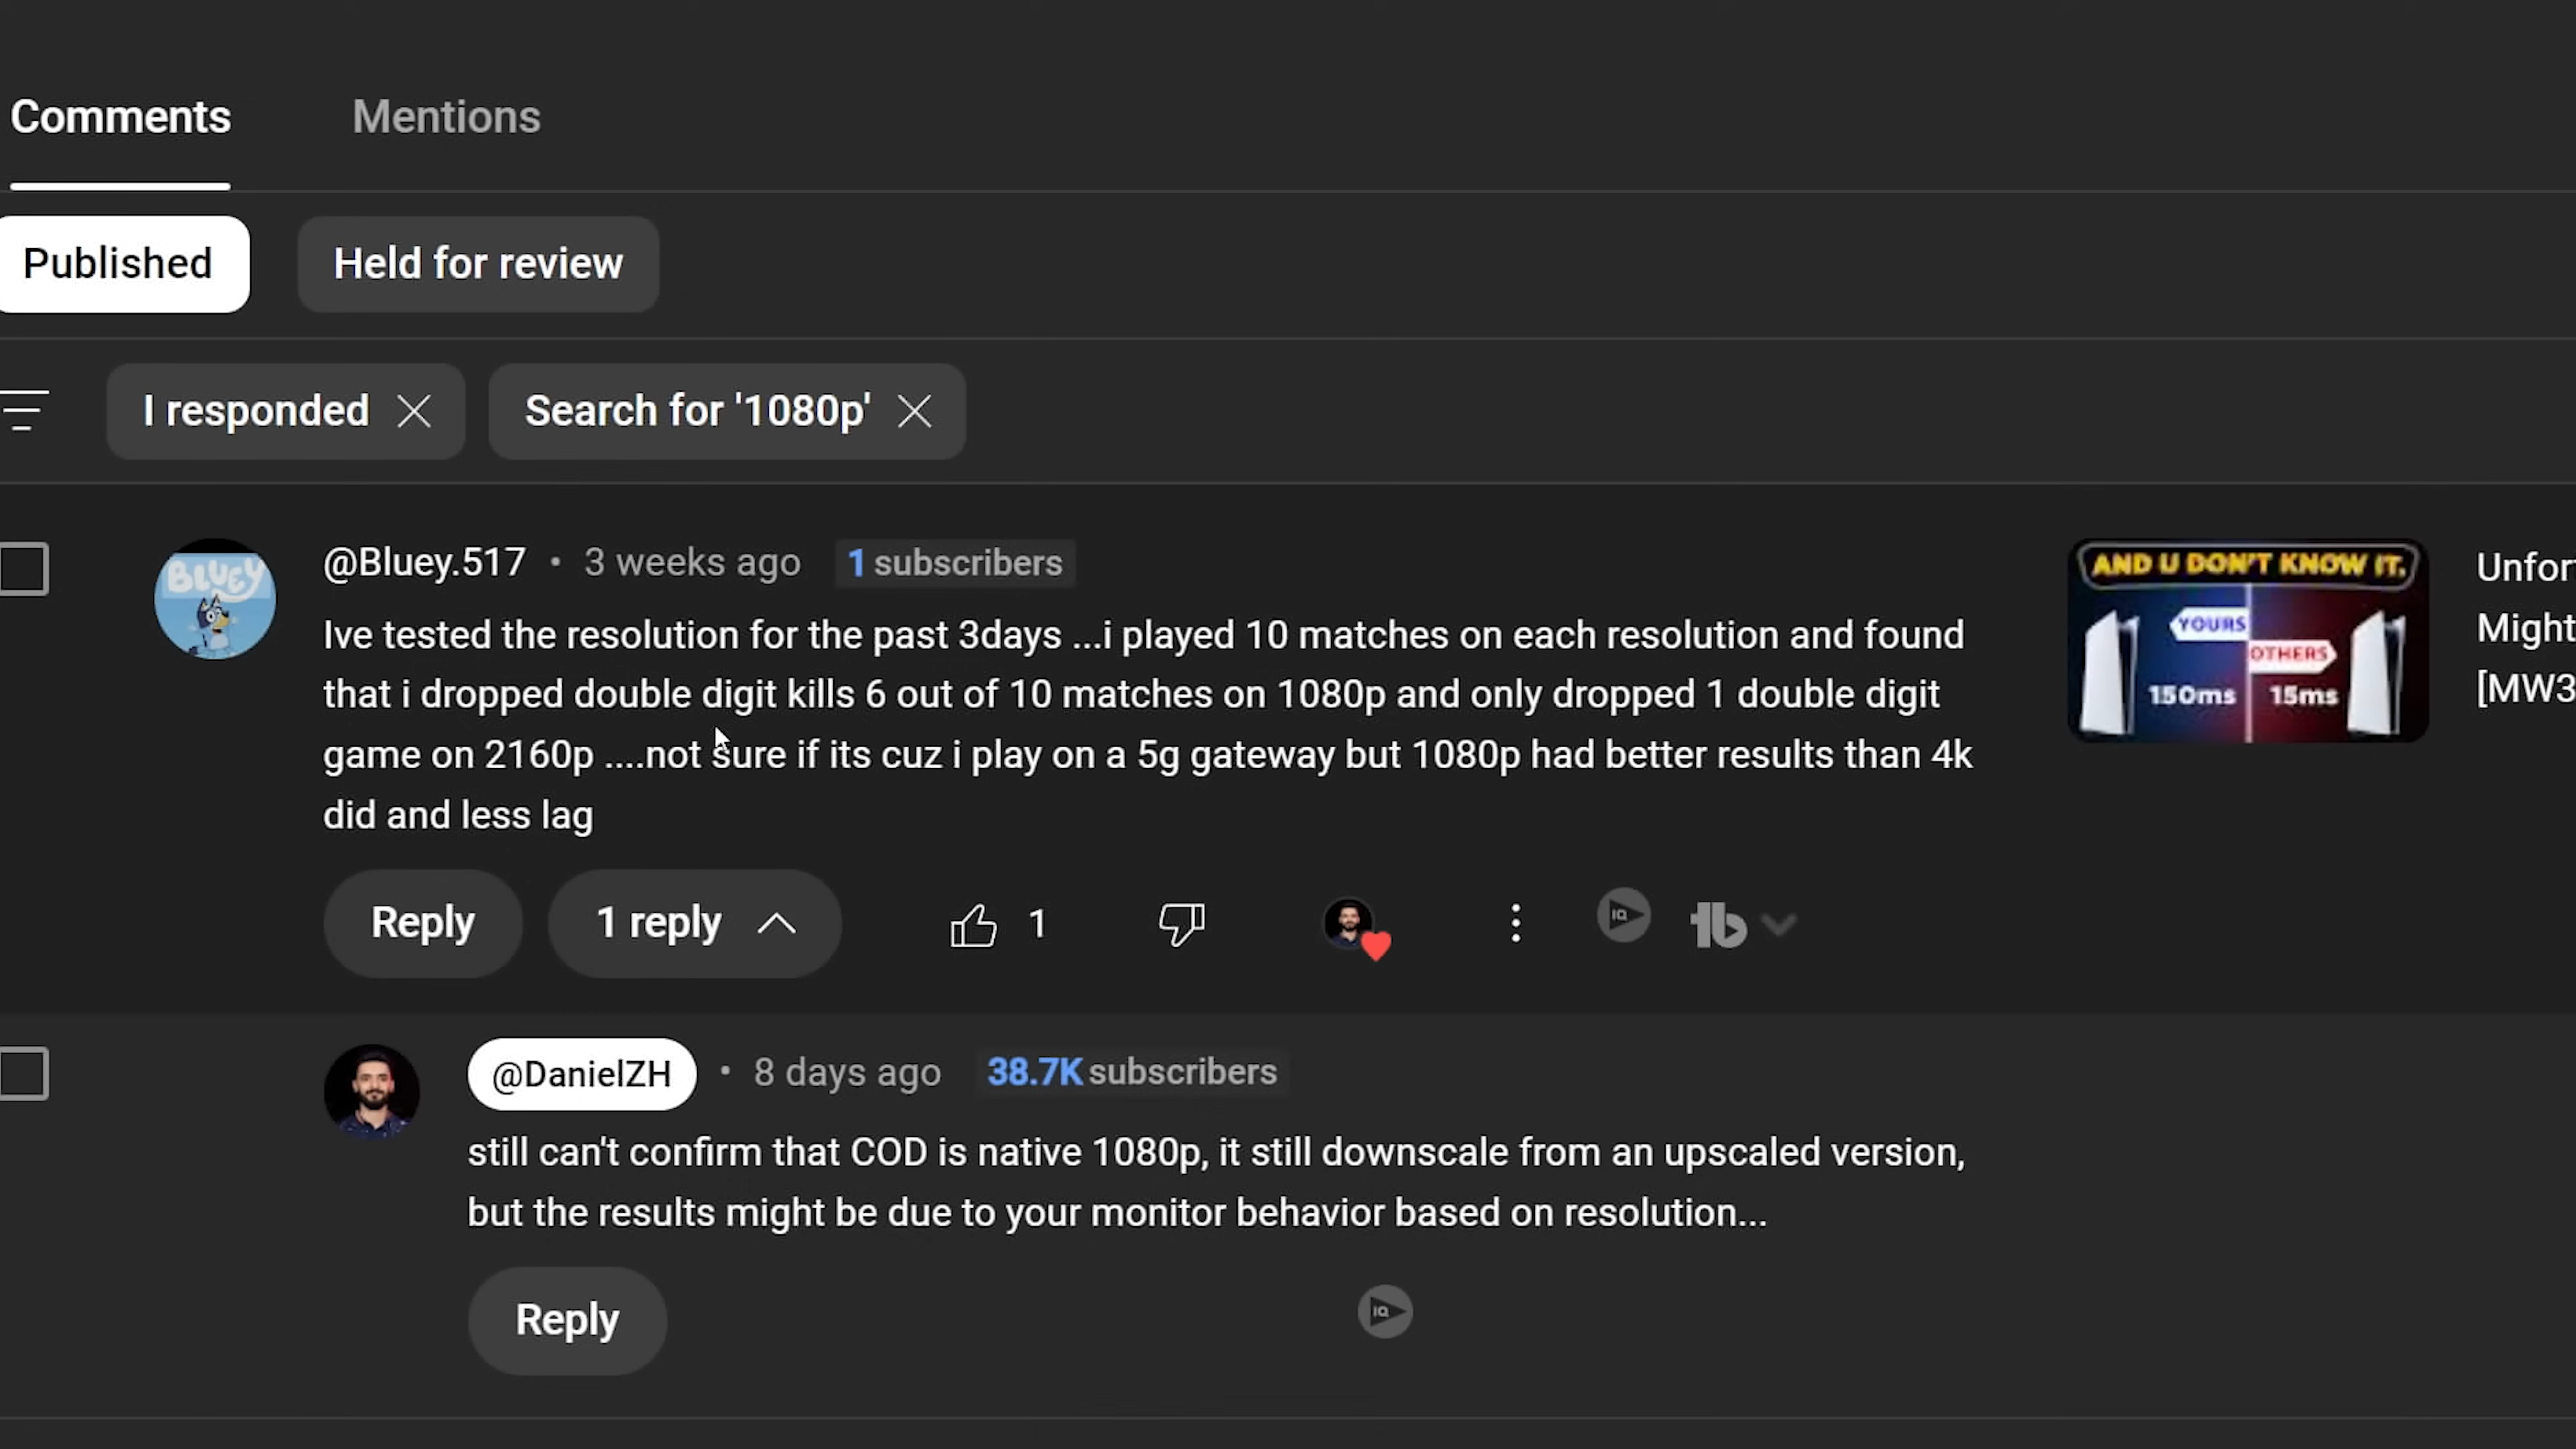 Comments Mentions
Published Held for review
I responded Search for '1080p'
@Bluey.517 • 3 weeks ago 1 subscribers
Ive tested the resolution for the past 3days ...i played 10 matches on each resolution and found
that i dropped double digit kills 6 out of 10 matches on 1080p and only dropped 1 double digit
game on 2160p ....not sure if its cuz i play on a 5g gateway but 1080p had better results than 4k
did and less lag
BLUEY
AND U DON'T KNOW IT.
YOURS
OTHERS
150ms 15ms
Unfor
Might
[MW3
Reply 1 reply 1 IQ tb
@DanielZH • 8 days ago 38.7K subscribers
still can't confirm that COD is native 1080p, it still downscale from an upscaled version,
but the results might be due to your monitor behavior based on resolution...
Reply IQ